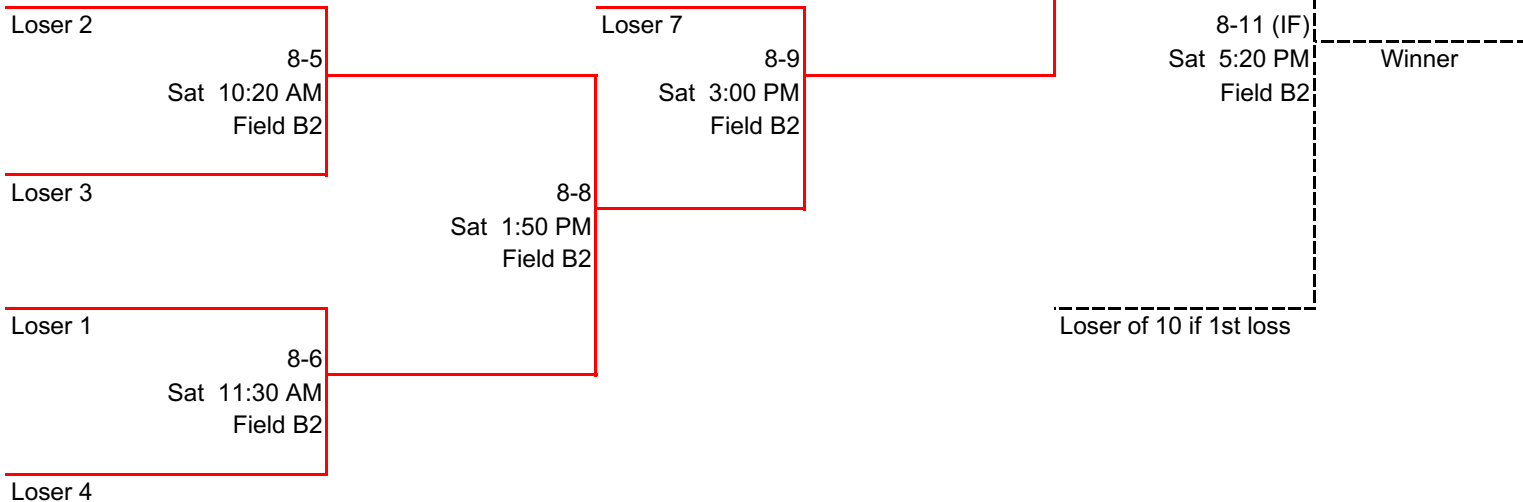 Loser 2
8-5
Sat 10:20 AM
Field B2
Loser 3
Loser 7
8-9
Sat 3:00 PM
Field B2
8-8
Sat 1:50 PM
Field B2
Loser 1
8-6
Sat 11:30 AM
Field B2
Loser 4
8-11 (IF)
Sat 5:20 PM
Field B2
Winner
Loser of 10 if 1st loss